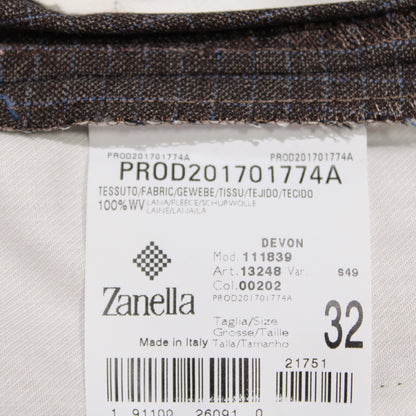 PROD201701774A PROD201701774A
PROD201701774A
TESSUTO/FABRIC/GEWEBE/TISSU/TEJIDO/TECIDO
100%WV LANA/FLEECE/SCHURWOLLE
LAINE/LANA/LA
DEVON
Mod. 111839
Art. 13248 Var. S49
Col. 00202
PROD201701774A
Zanella
Taglia/Size
Grosse/Taille
Talla/Tamanho
32
Made in Italy
21751
1 91100 26091 0